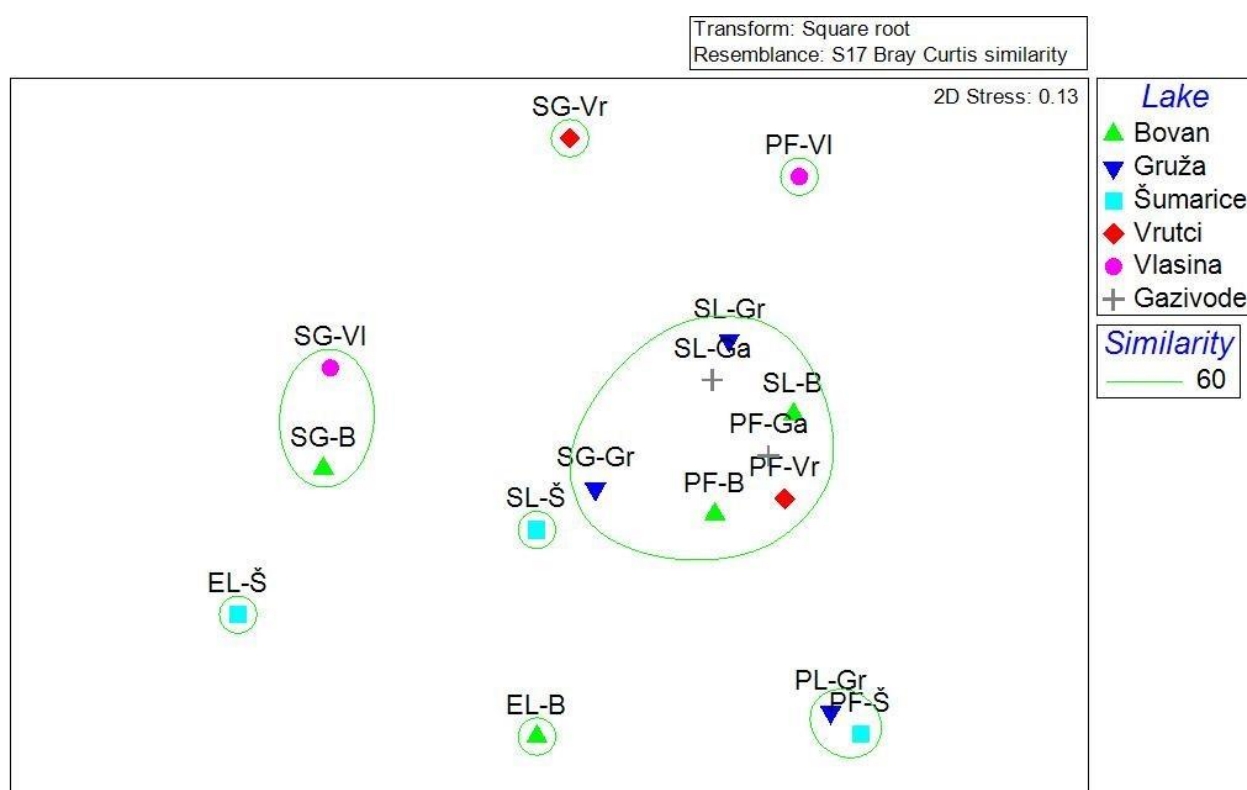 Transform: Square root
Resemblance: S17 Bray Curtis similarity
2D Stress: 0.13
Lake
Bovan
Gruža
Šumarice
Vrutci
Vlasina
Gazivode
Similarity
60
SG-Vr
PF-Vl
SL-Gr
SG-Vl
SL-Ga
SL-B
PF-Ga
SG-B
SG-Gr
PF-Vr
PF-B
SL-Š
EL-Š
PL-Gr
PF-Š
EL-B